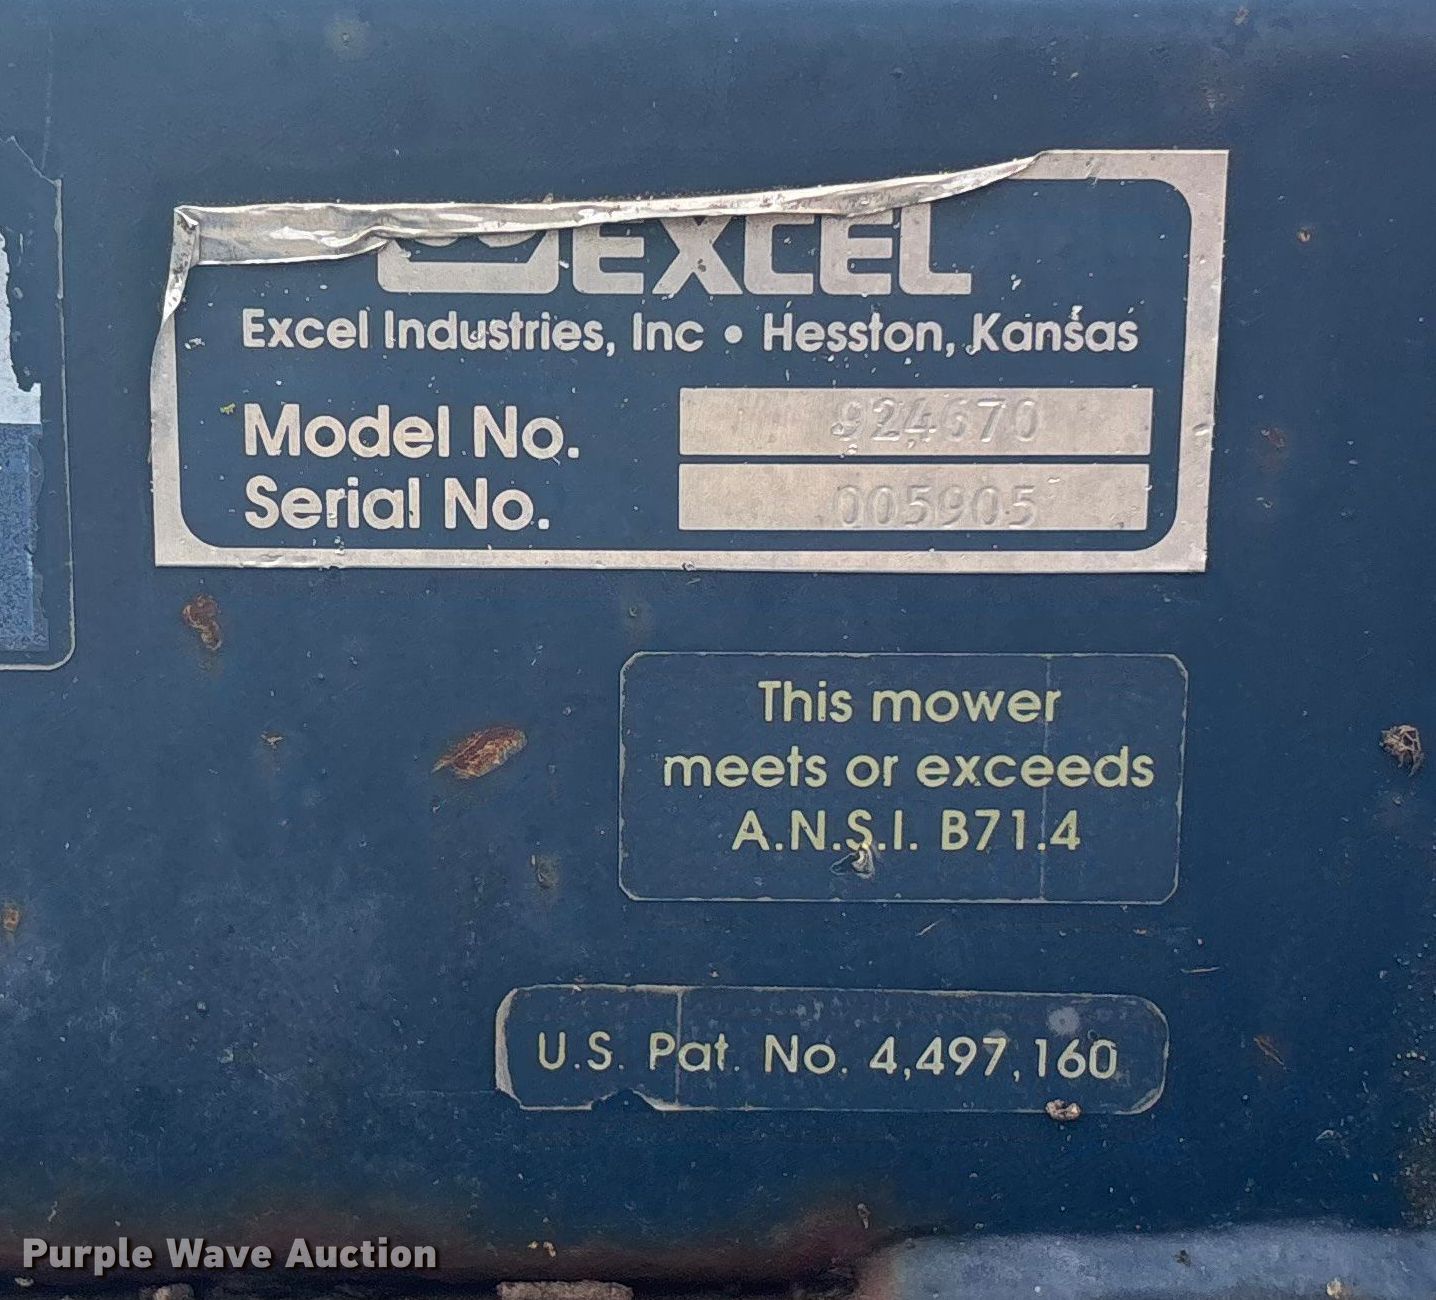 EXCEL
Excel Industries, Inc • Hesston, Kansas
Model No. 924670
Serial No. 005905
This mower
meets or exceeds
A.N.S.I. B71.4
U.S. Pat. No. 4,497,160
Purple Wave Auction